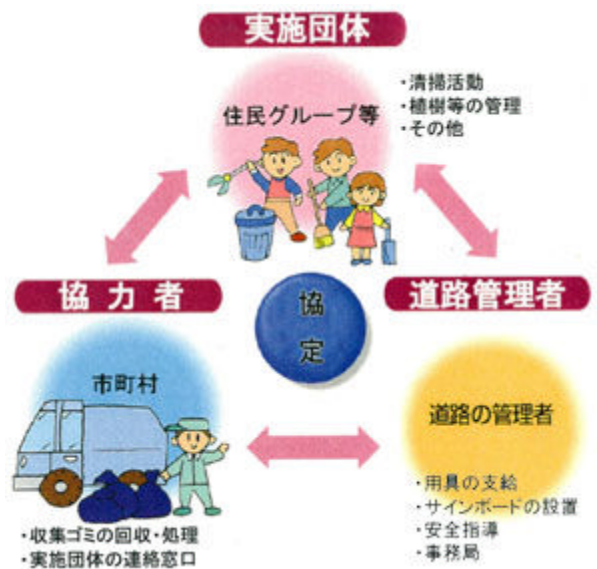 実施団体
住民グループ等
・清掃活動
・植樹等の管理
・その他
協力者
市町村
・収集ゴミの回収・処理
・実施団体の連絡窓口
協
定
道路管理者
道路の管理者
・用具の支給
・サインボードの設置
・安全指導
・事務局